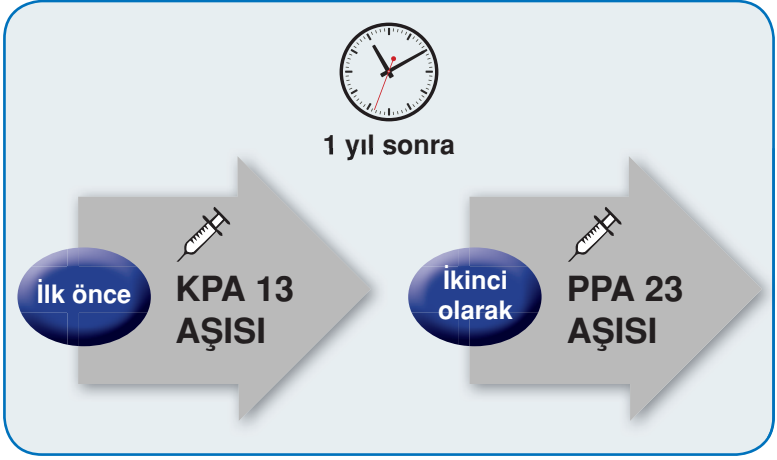 1 yıl sonra
İlk önce
KPA 13
AŞISI
İkinci
olarak
PPA 23
AŞISI